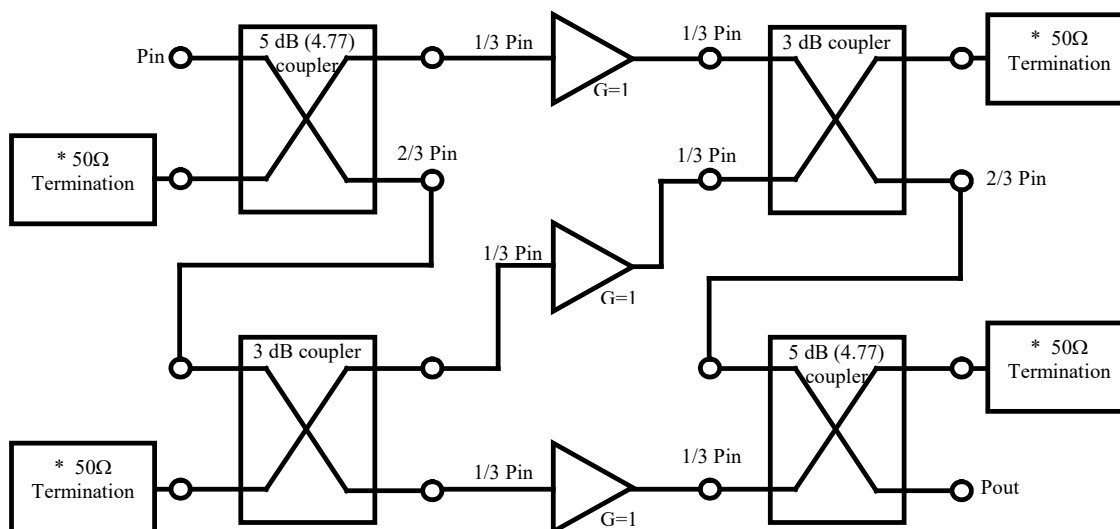 5 dB (4.77)
coupler
1/3 Pin
1/3 Pin
3 dB coupler
* 50Ω
Termination
Pin
G=1
* 50Ω
Termination
2/3 Pin
1/3 Pin
2/3 Pin
1/3 Pin
G=1
3 dB coupler
5 dB (4.77)
coupler
* 50Ω
Termination
* 50Ω
Termination
1/3 Pin
1/3 Pin
Pout
G=1